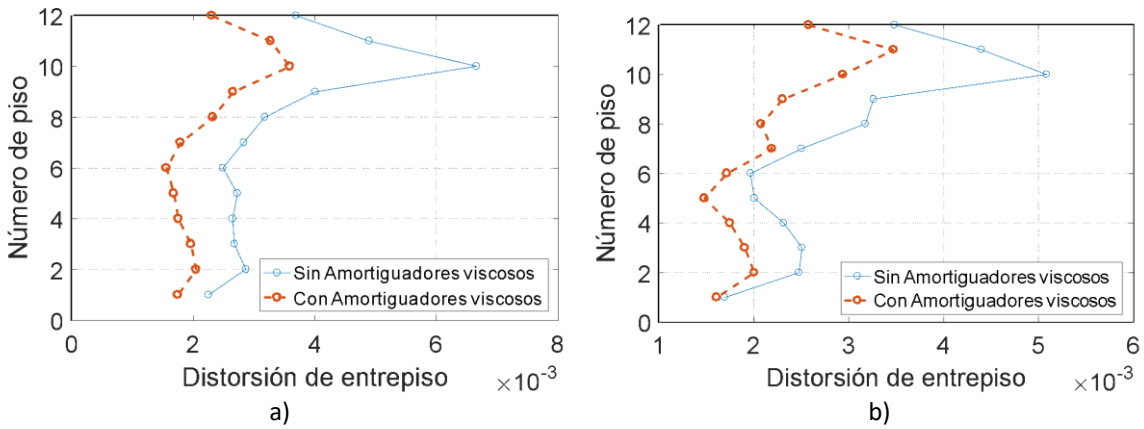 12
10
8
6
4
2
0
Número de piso
Sin Amortiguadores viscosos
Con Amortiguadores viscosos
0 2 4 6 8
Distorsión de entrepiso ×10-3
a)
12
10
8
6
4
2
0
Número de piso
Sin Amortiguadores viscosos
Con Amortiguadores viscosos
1 2 3 4 5 6
Distorsión de entrepiso ×10-3
b)